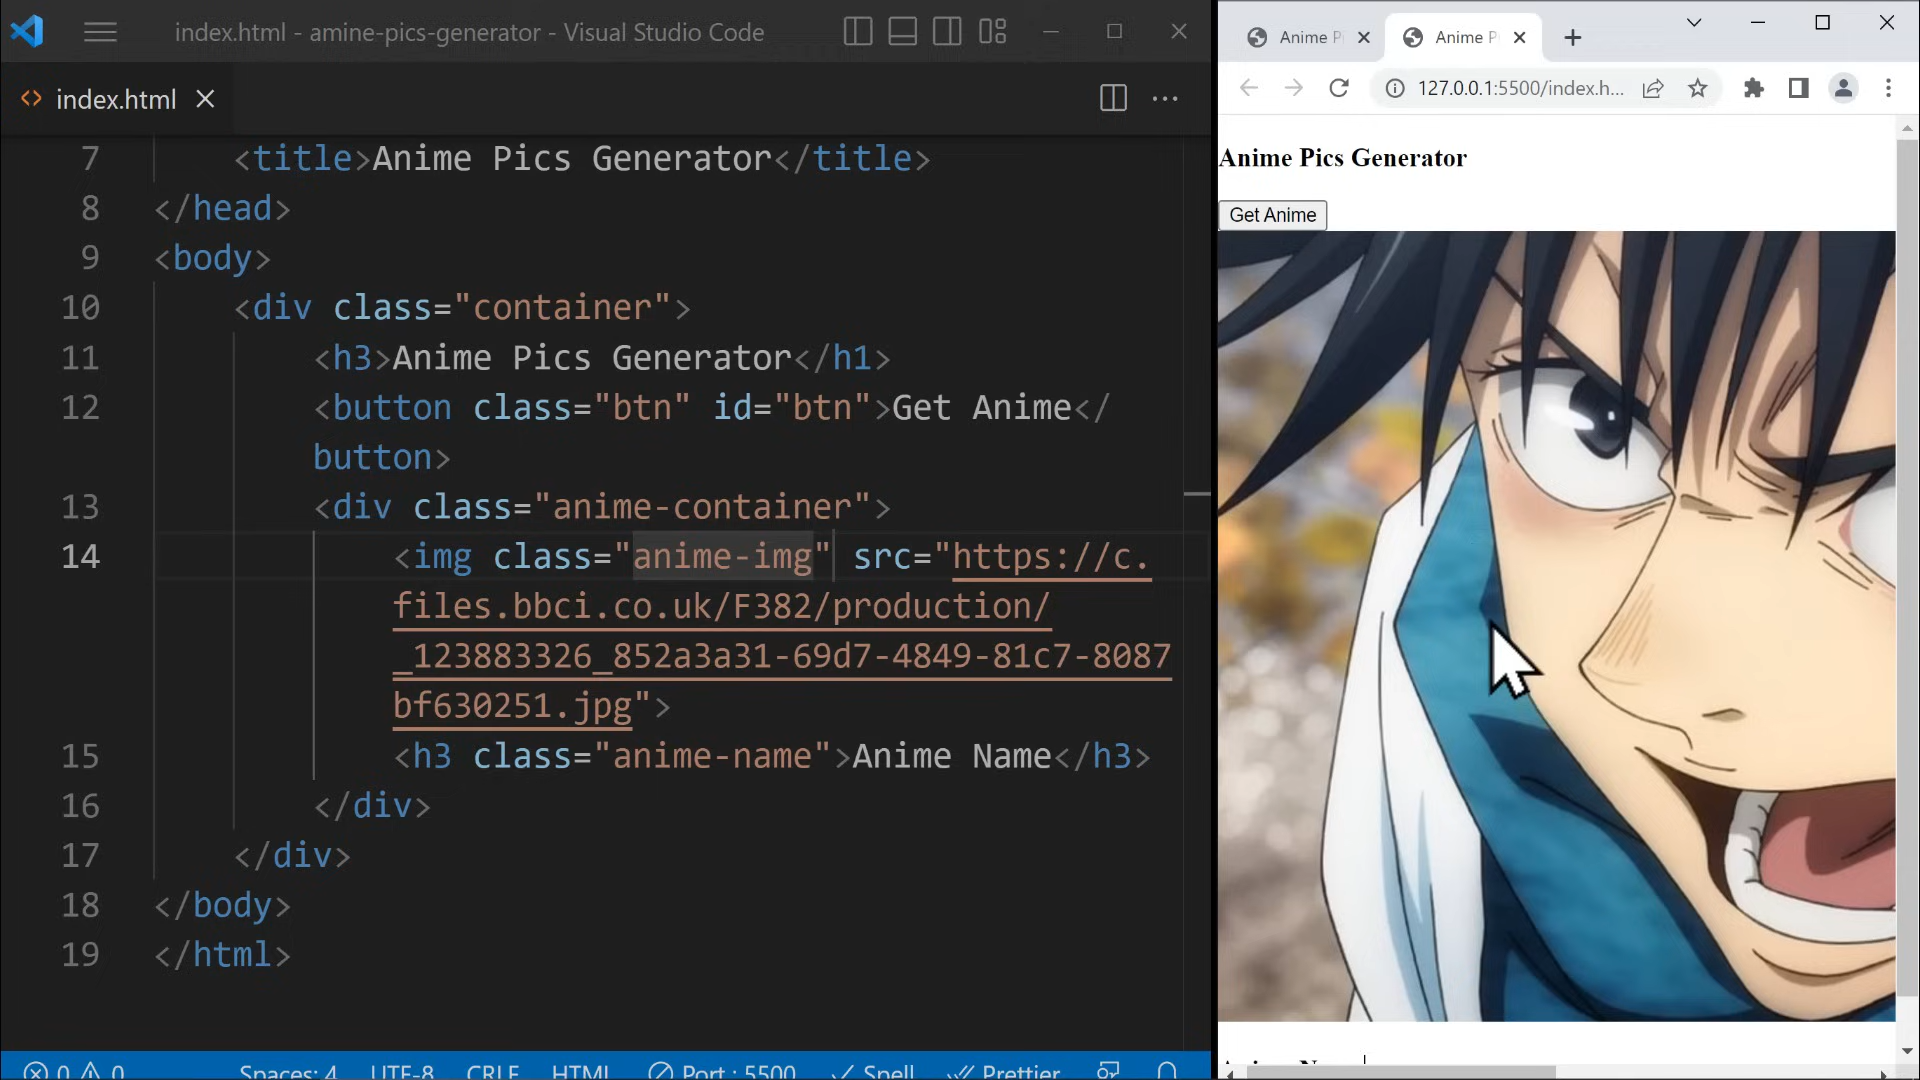 index.html - amine-pics-generator - Visual Studio Code
index.html
7 <title>Anime Pics Generator</title>
8 </head>
9 <body>
10 <div class="container">
11 <h3>Anime Pics Generator</h1>
12 <button class="btn" id="btn">Get Anime</
button>
13 <div class="anime-container">
14 <img class="anime-img" src="https://c.
files.bbci.co.uk/F382/production/
_123883326_852a3a31-69d7-4849-81c7-8087
bf630251.jpg">
15 <h3 class="anime-name">Anime Name</h3>
16 </div>
17 </div>
18 </body>
19 </html>
0 0 Spaces: 4 UTF-8 CRLF HTML Port : 5500 Spell Prettier
Anime P
Anime P
127.0.0.1:5500/index.h...
Anime Pics Generator
Get Anime